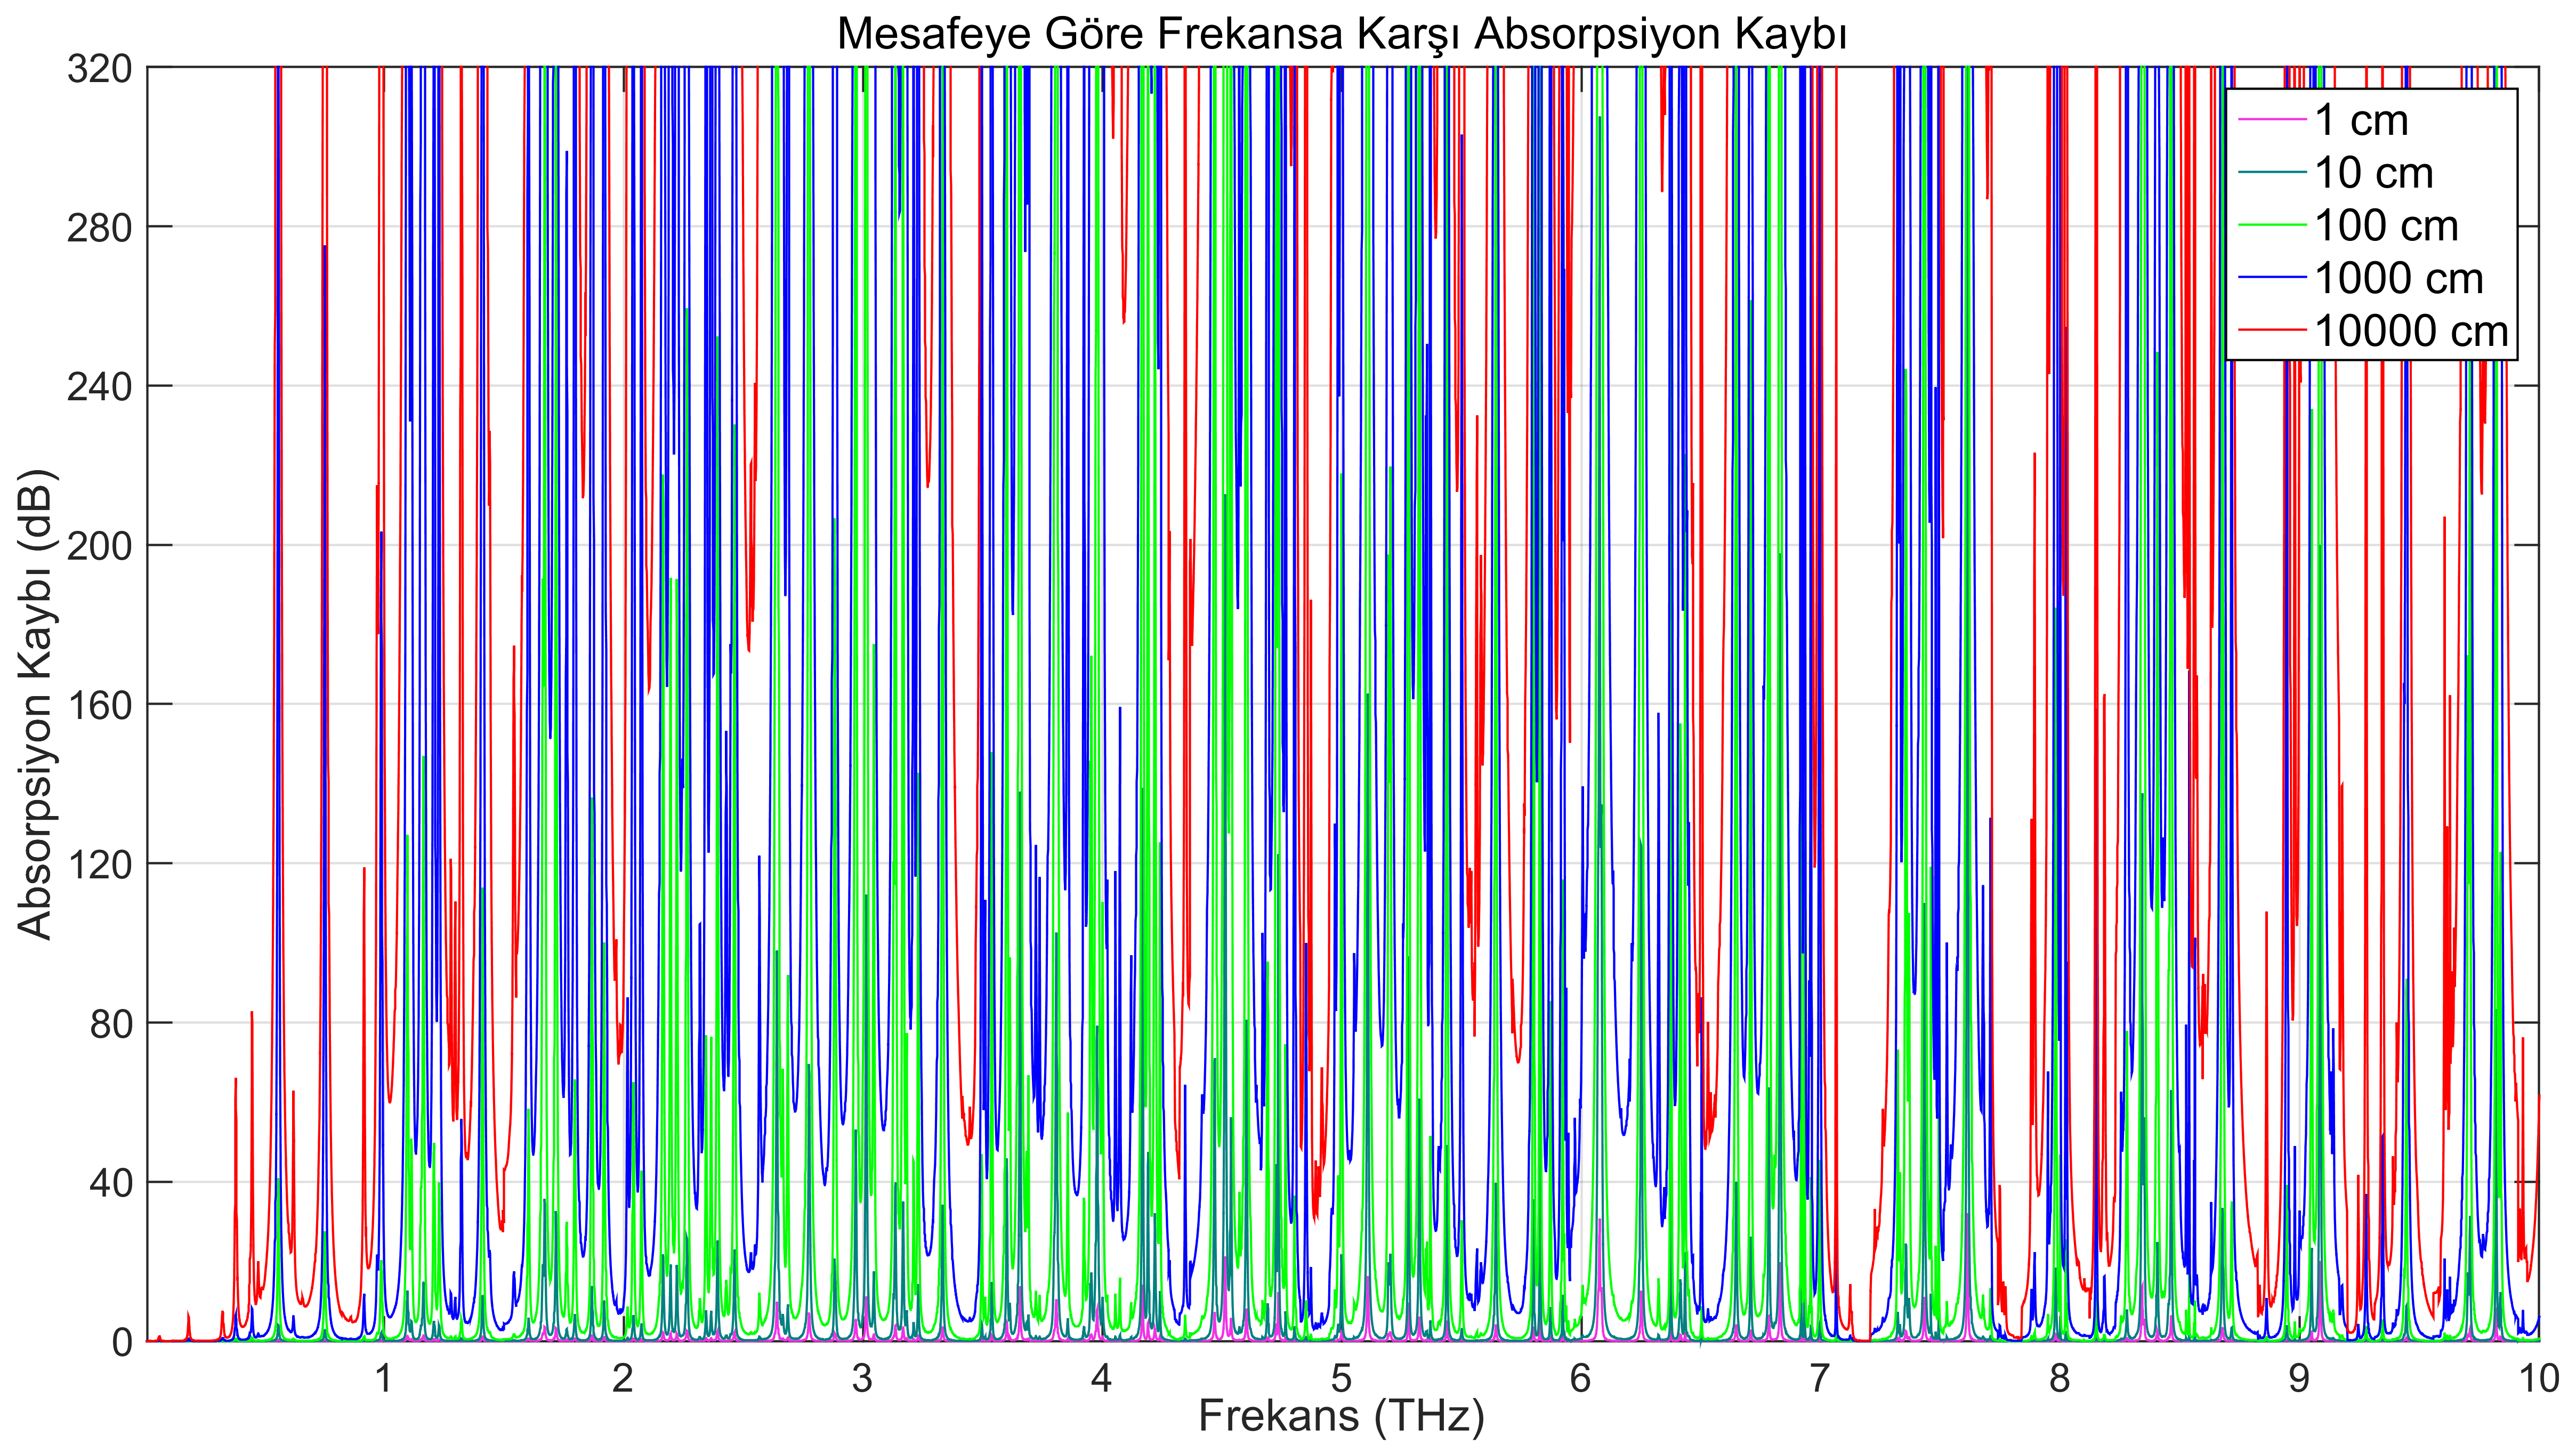 Mesafeye Göre Frekansa Karşı Absorpsiyon Kaybı
320
280
240
200
160
120
80
40
0
Absorpsiyon Kaybı (dB)
1 cm
10 cm
100 cm
1000 cm
10000 cm
1 2 3 4 5 6 7 8 9 10
Frekans (THz)